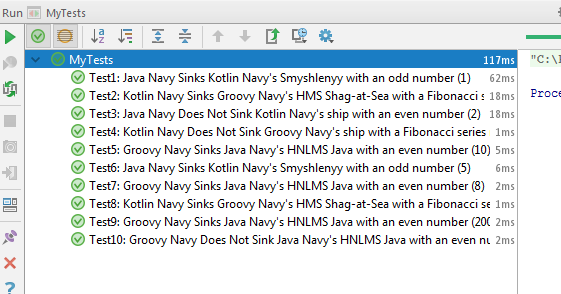 Run MyTests
MyTests 117ms "C:\
Test1: Java Navy Sinks Kotlin Navy's Smyshlenyy with an odd number (1) 62ms
Test2: Kotlin Navy Sinks Groovy Navy's HMS Shag-at-Sea with a Fibonacci s 18ms Proce
Test3: Java Navy Does Not Sink Kotlin Navy's ship with an even number (2) 18ms
Test4: Kotlin Navy Does Not Sink Groovy Navy's ship with a Fibonacci series 1ms
Test5: Groovy Navy Sinks Java Navy's HNLMS Java with an even number (10) 5ms
Test6: Java Navy Sinks Kotlin Navy's Smyshlenyy with an odd number (5) 6ms
Test7: Groovy Navy Sinks Java Navy's HNLMS Java with an even number (8) 2ms
Test8: Kotlin Navy Sinks Groovy Navy's HMS Shag-at-Sea with a Fibonacci se 1ms
Test9: Groovy Navy Sinks Java Navy's HNLMS Java with an even number (200 2ms
Test10: Groovy Navy Does Not Sink Java Navy's HNLMS Java with an even nu 2ms